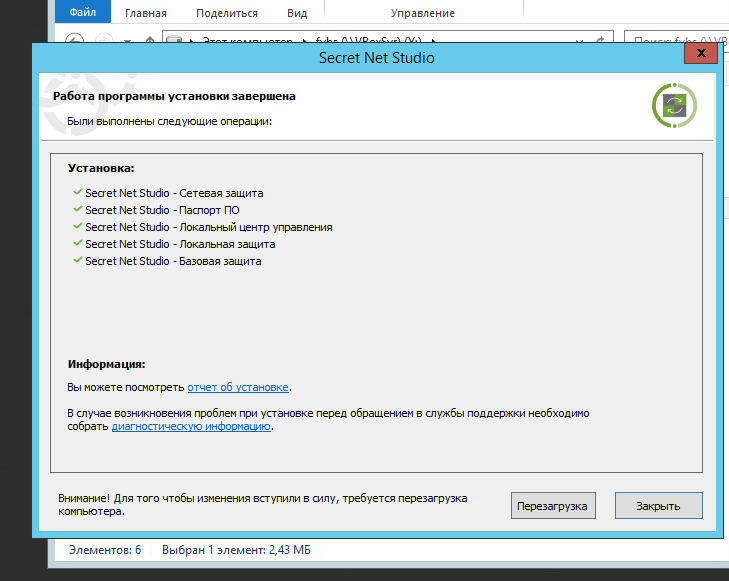 Файл Главная Поделиться Вид Управление
Этот компьютер fyhs (\\VBoxSvr) (Y:) Поиск: fyhs (\\VB
Secret Net Studio
x
Работа программы установки завершена
Были выполнены следующие операции:
Установка:
Secret Net Studio - Сетевая защита
Secret Net Studio - Паспорт ПО
Secret Net Studio - Локальный центр управления
Secret Net Studio - Локальная защита
Secret Net Studio - Базовая защита
Информация:
Вы можете посмотреть отчет об установке.
В случае возникновения проблем при установке перед обращением в службы поддержки необходимо
собрать диагностическую информацию.
Внимание! Для того чтобы изменения вступили в силу, требуется перезагрузка
компьютера.
Перезагрузка Закрыть
Элементов: 6 Выбран 1 элемент: 2,43 МБ